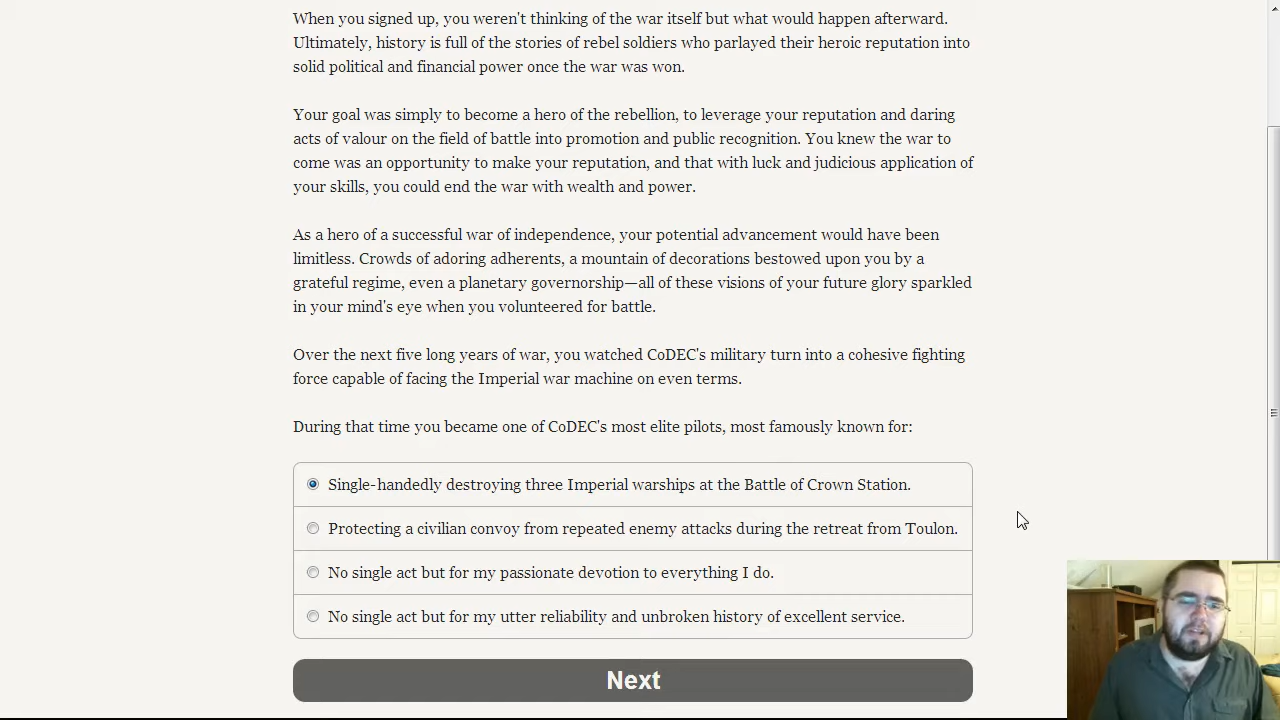 When you signed up, you weren't thinking of the war itself but what would happen afterward.
Ultimately, history is full of the stories of rebel soldiers who parlayed their heroic reputation into
solid political and financial power once the war was won.
Your goal was simply to become a hero of the rebellion, to leverage your reputation and daring
acts of valour on the field of battle into promotion and public recognition. You knew the war to
come was an opportunity to make your reputation, and that with luck and judicious application of
your skills, you could end the war with wealth and power.
As a hero of a successful war of independence, your potential advancement would have been
limitless. Crowds of adoring adherents, a mountain of decorations bestowed upon you by a
grateful regime, even a planetary governorship—all of these visions of your future glory sparkled
in your mind's eye when you volunteered for battle.
Over the next five long years of war, you watched CoDEC's military turn into a cohesive fighting
force capable of facing the Imperial war machine on even terms.
During that time you became one of CoDEC's most elite pilots, most famously known for:
Single-handedly destroying three Imperial warships at the Battle of Crown Station.
Protecting a civilian convoy from repeated enemy attacks during the retreat from Toulon.
No single act but for my passionate devotion to everything I do.
No single act but for my utter reliability and unbroken history of excellent service.
Next